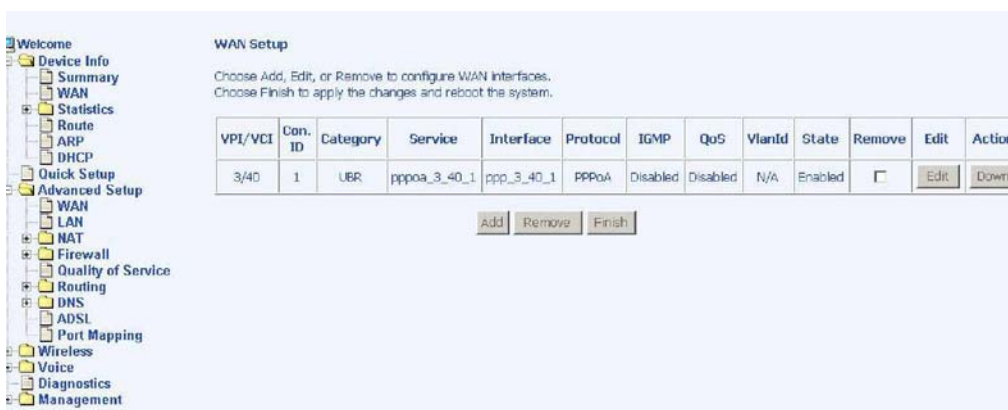 Welcome
Device Info
Summary
WAN
Statistics
Route
ARP
DHCP
Quick Setup
Advanced Setup
WAN
LAN
NAT
Firewall
Quality of Service
Routing
DNS
ADSL
Port Mapping
Wireless
Voice
Diagnostics
Management
WAN Setup
Choose Add, Edit, or Remove to configure WAN interfaces.
Choose Finish to apply the changes and reboot the system.
VPI/VCI Con. ID Category Service Interface Protocol IGMP QoS VlanId State Remove Edit Action
3/40 1 UBR pppoa_3_40_1 ppp_3_40_1 PPPoA Disabled Disabled N/A Enabled Edit Down
Add Remove Finish